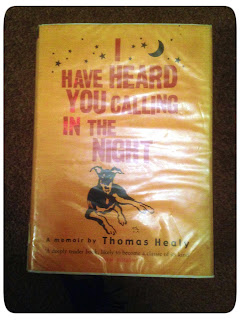 I
HAVE HEARD
YOU CALLING
IN THE
NIGHT
A memoir by Thomas Healy